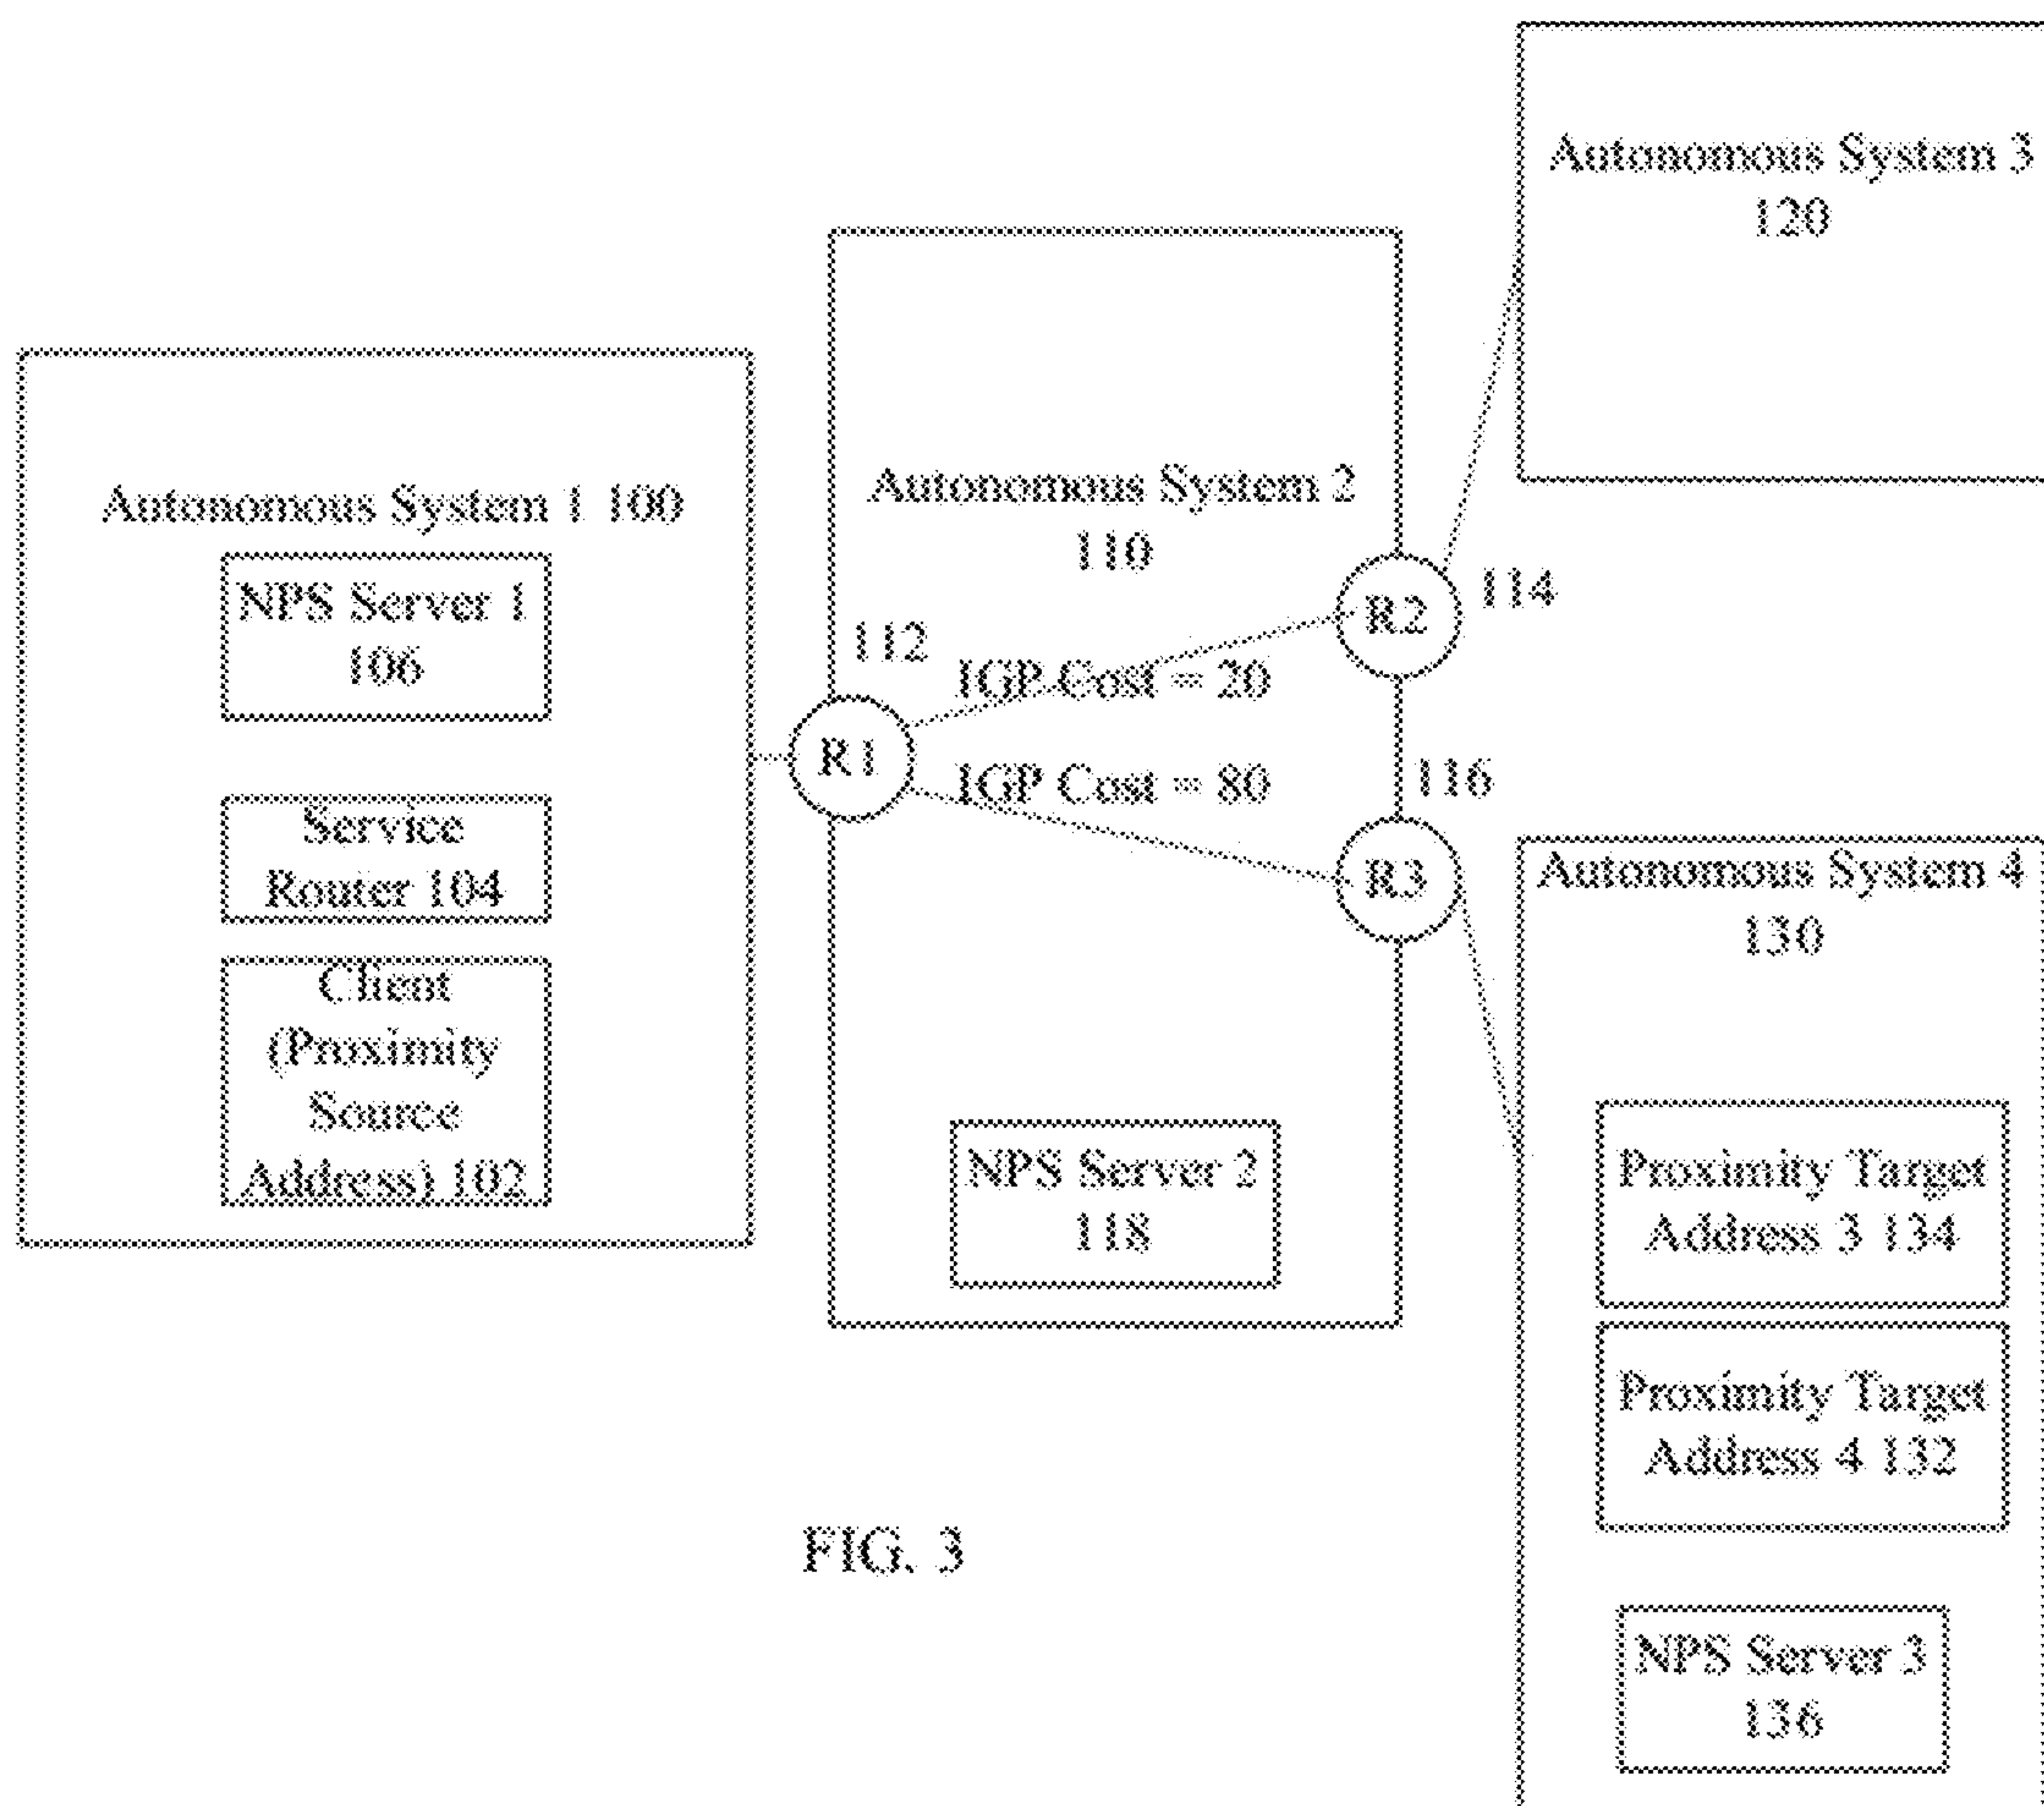 Autonomous System 1 100
NPS Server 1
106
Service
Router 104
Client
(Proximity
Source
Address) 102
Autonomous System 2
110
112
R1
IGP Cost = 20
IGP Cost = 80
R2
114
116
R3
NPS Server 2
118
Autonomous System 3
120
Autonomous System 4
130
Proximity Target
Address 3 134
Proximity Target
Address 4 132
NPS Server 3
136
FIG. 3